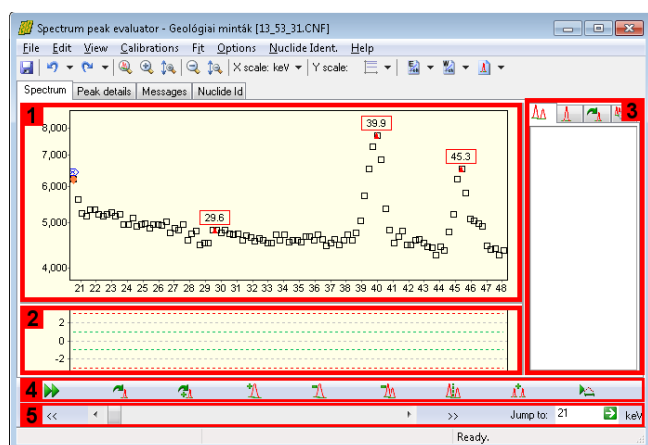 Spectrum peak evaluator - Geológiai minták [13_53_31.CNF]
File Edit View Calibrations Fit Options Nuclide Ident. Help
X scale: keV Y scale:
Spectrum Peak details Messages Nuclide Id
1
3
8,000
7,000
6,000
5,000
4,000
39.9
45.3
29.6
21 22 23 24 25 26 27 28 29 30 31 32 33 34 35 36 37 38 39 40 41 42 43 44 45 46 47 48
2
2
0
-2
4
5 << >> Jump to: 21 keV
Ready.